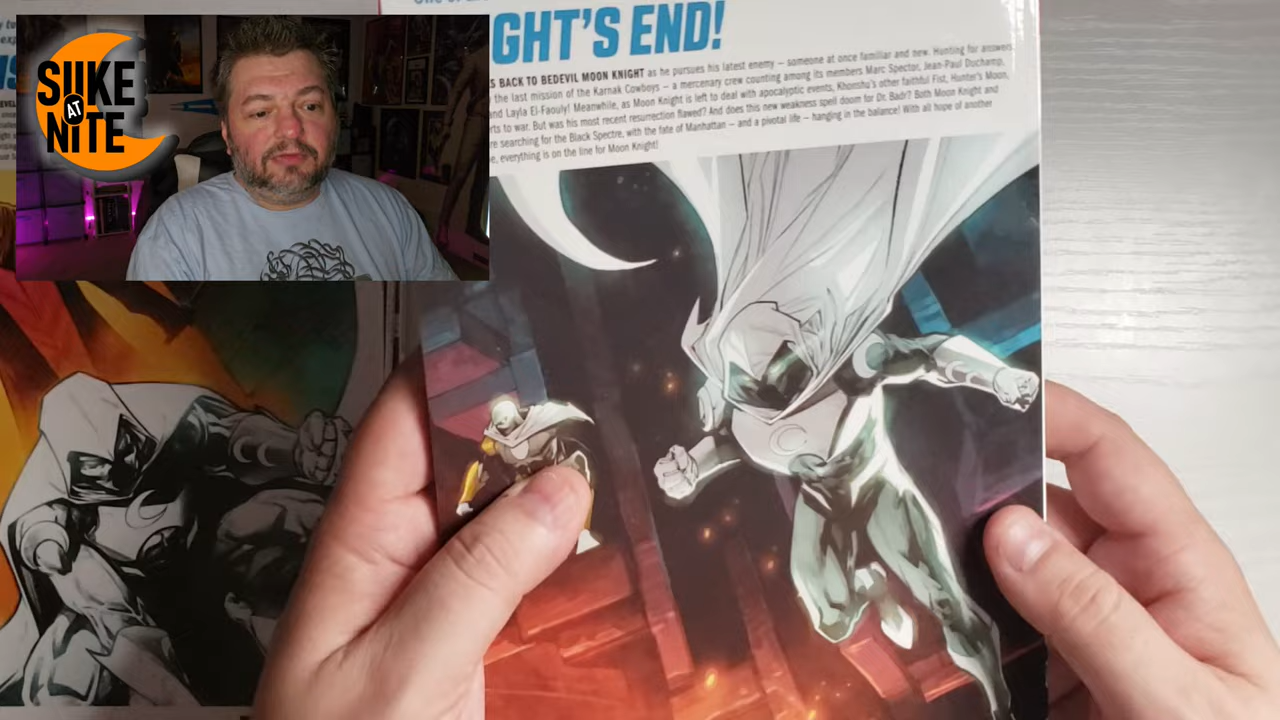 SIIKE
AT
NITE
GHT'S END!
S BACK TO BEDEVIL MOON KNIGHT as he pursues his latest enemy – someone at once familiar and new. Hunting for answers,
the last mission of the Karnak Cowboys – a mercenary crew counting among its members Marc Spector, Jean-Paul Duchamp,
and Layla El-Faouly! Meanwhile, as Moon Knight is left to deal with apocalyptic events, Khonshu's other faithful Fist, Hunter's Moon,
rts to war. But was his most recent resurrection flawed? And does this new weakness spell doom for Dr. Badr? Both Moon Knight and
re searching for the Black Spectre, with the fate of Manhattan – and a pivotal life – hanging in the balance! With all hope of another
e, everything is on the line for Moon Knight!